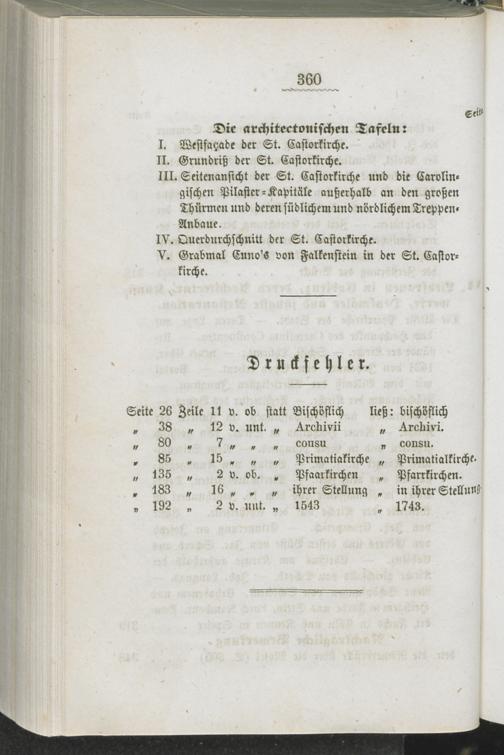 360
Seite
Die architectonischen Tafeln:
I. Westfaçade der St. Castorkirche.
II. Grundriß der St. Castorkirche.
III. Seitenansicht der St. Castorkirche und die Carolin-
gischen Pilaster-Kapitäle außerhalb an den großen
Thürmen und deren südlichem und nördlichem Treppen-
Anbaue.
IV. Querdurchschnitt der St. Castorkirche.
V. Grabmal Cuno's von Falkenstein in der St. Castor-
kirche.
Druckfehler.
Seite 26 Zeile 11 v. ob statt Bischöflich ließ: bischöflich
„ 38 „ 12 v. unt. „ Archivii „ Archivi.
„ 80 „ 7 „ „ „ consu „ consu.
„ 85 „ 15 „ „ „ Primatiakirche „ Primatialkirche.
„ 135 „ 2 v. ob. „ Pfaarkirchen „ Pfarrkirchen.
„ 183 „ 16 „ „ „ ihrer Stellung „ in ihrer Stellung
„ 192 „ 2 v. unt. „ 1543 „ 1743.